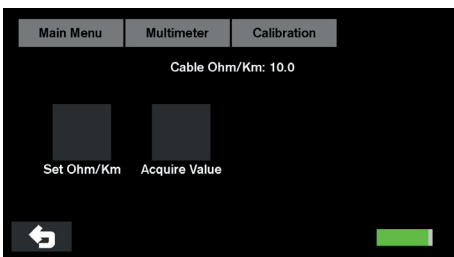 Main Menu Multimeter Calibration
Cable Ohm/Km: 10.0
Set Ohm/Km Acquire Value